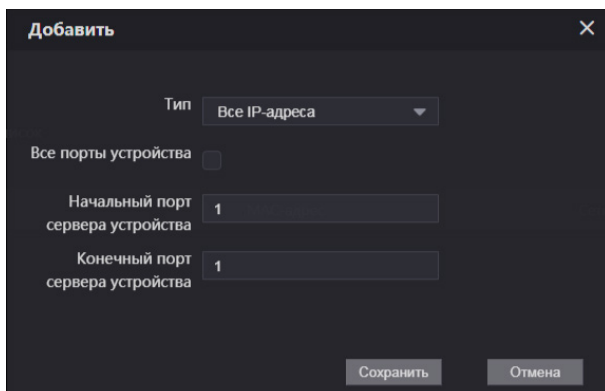 Добавить
Тип
Все IP-адреса
Все порты устройства
Начальный порт
сервера устройства
1
Конечный порт
сервера устройства
1
Сохранить
Отмена